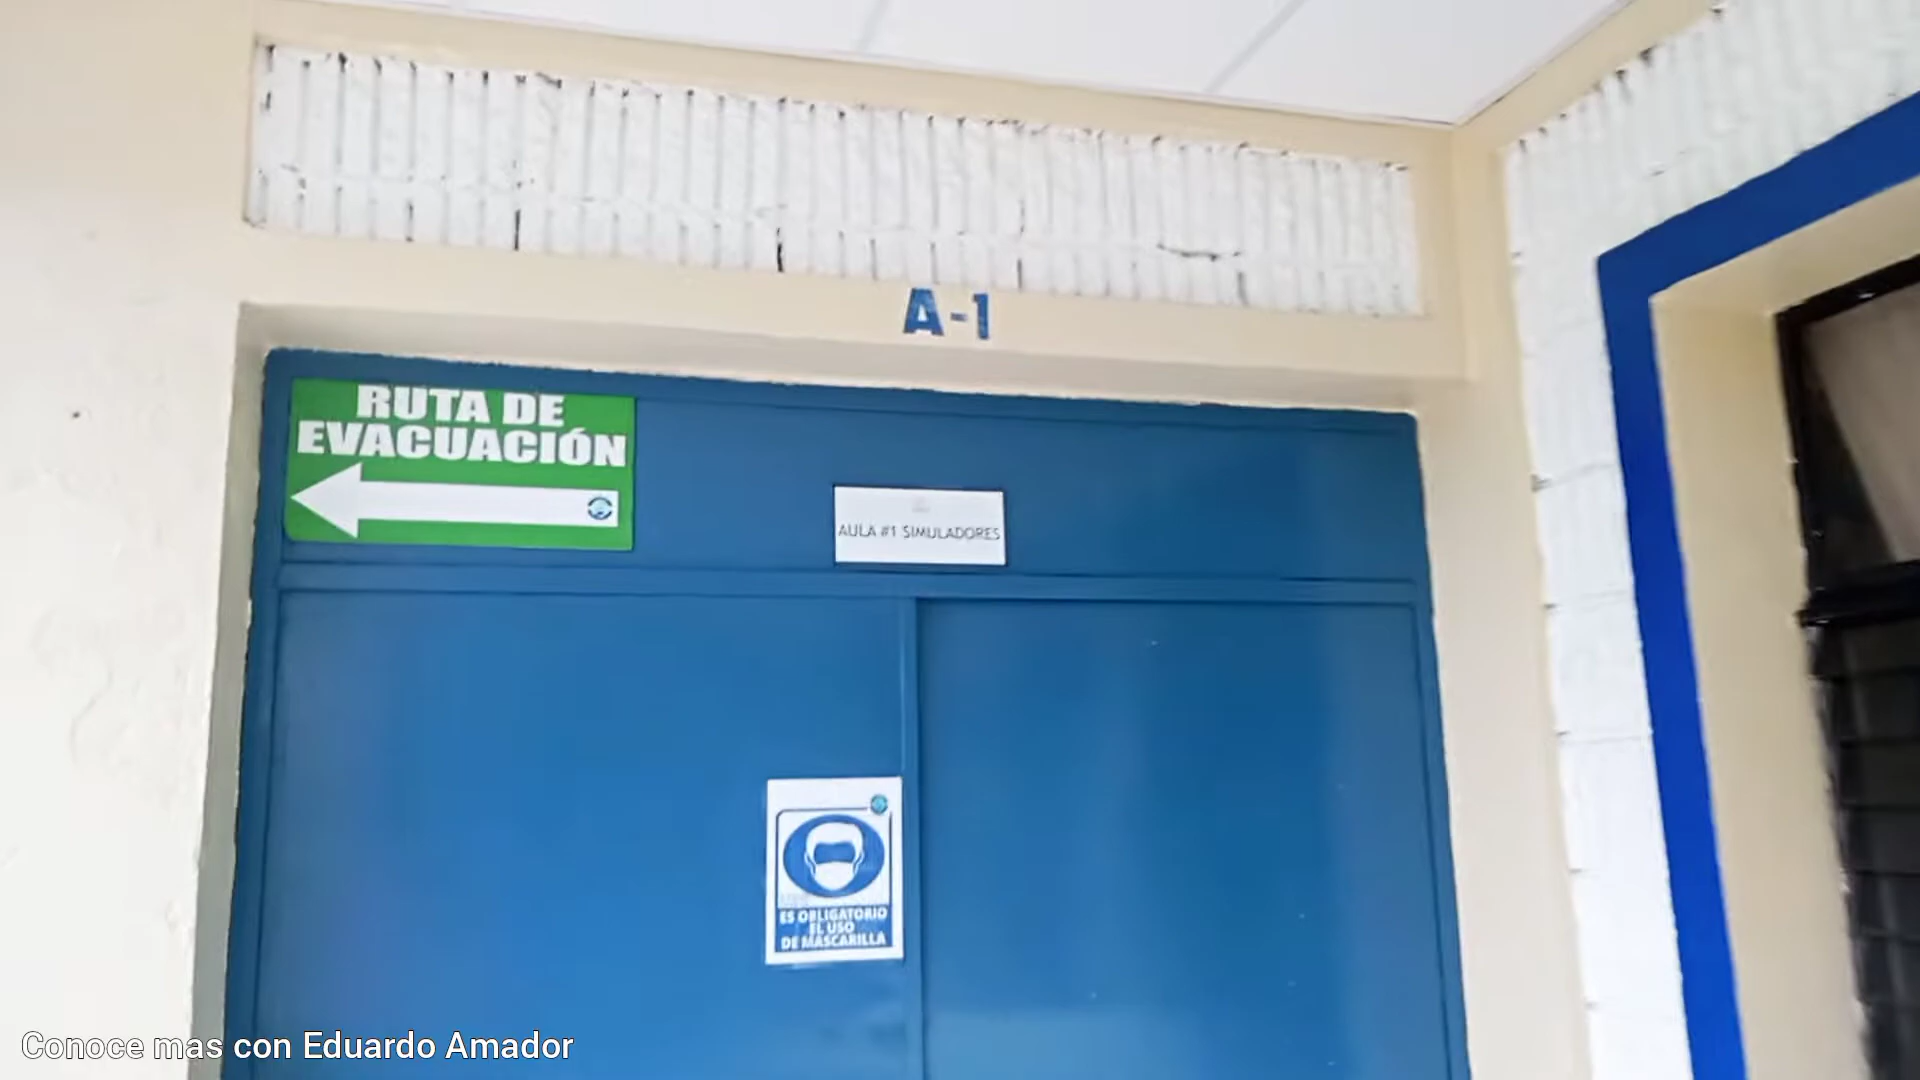 A-1
RUTA DE
EVACUACIÓN
AULA #1 SIMULADORES
ES OBLIGATORIO
EL USO
DE MASCARILLA
Conoce mas con Eduardo Amador